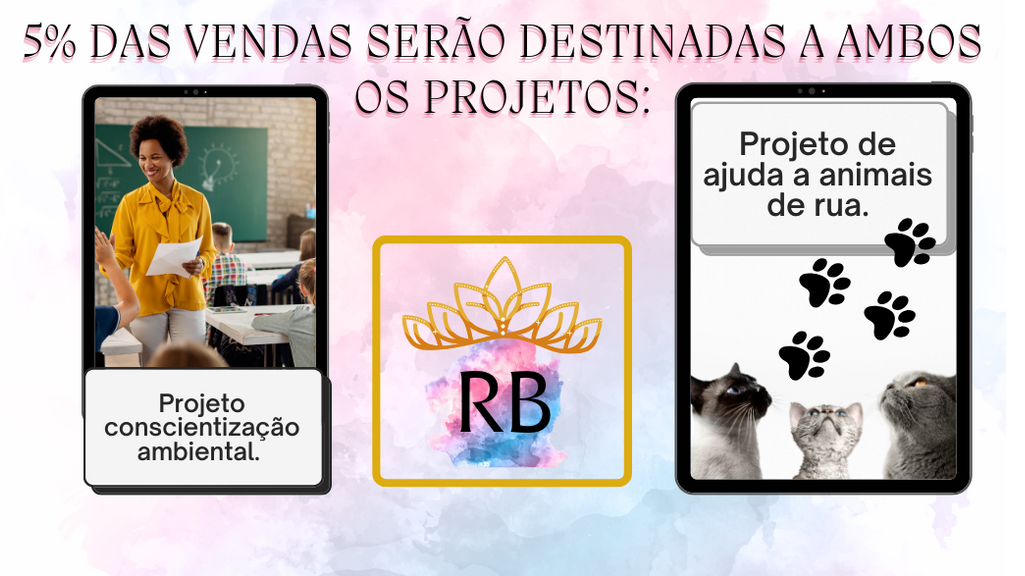 5% DAS VENDAS SERÃO DESTINADAS A AMBOS
OS PROJETOS:
Projeto
conscientização
ambiental.
RB
Projeto de
ajuda a animais
de rua.